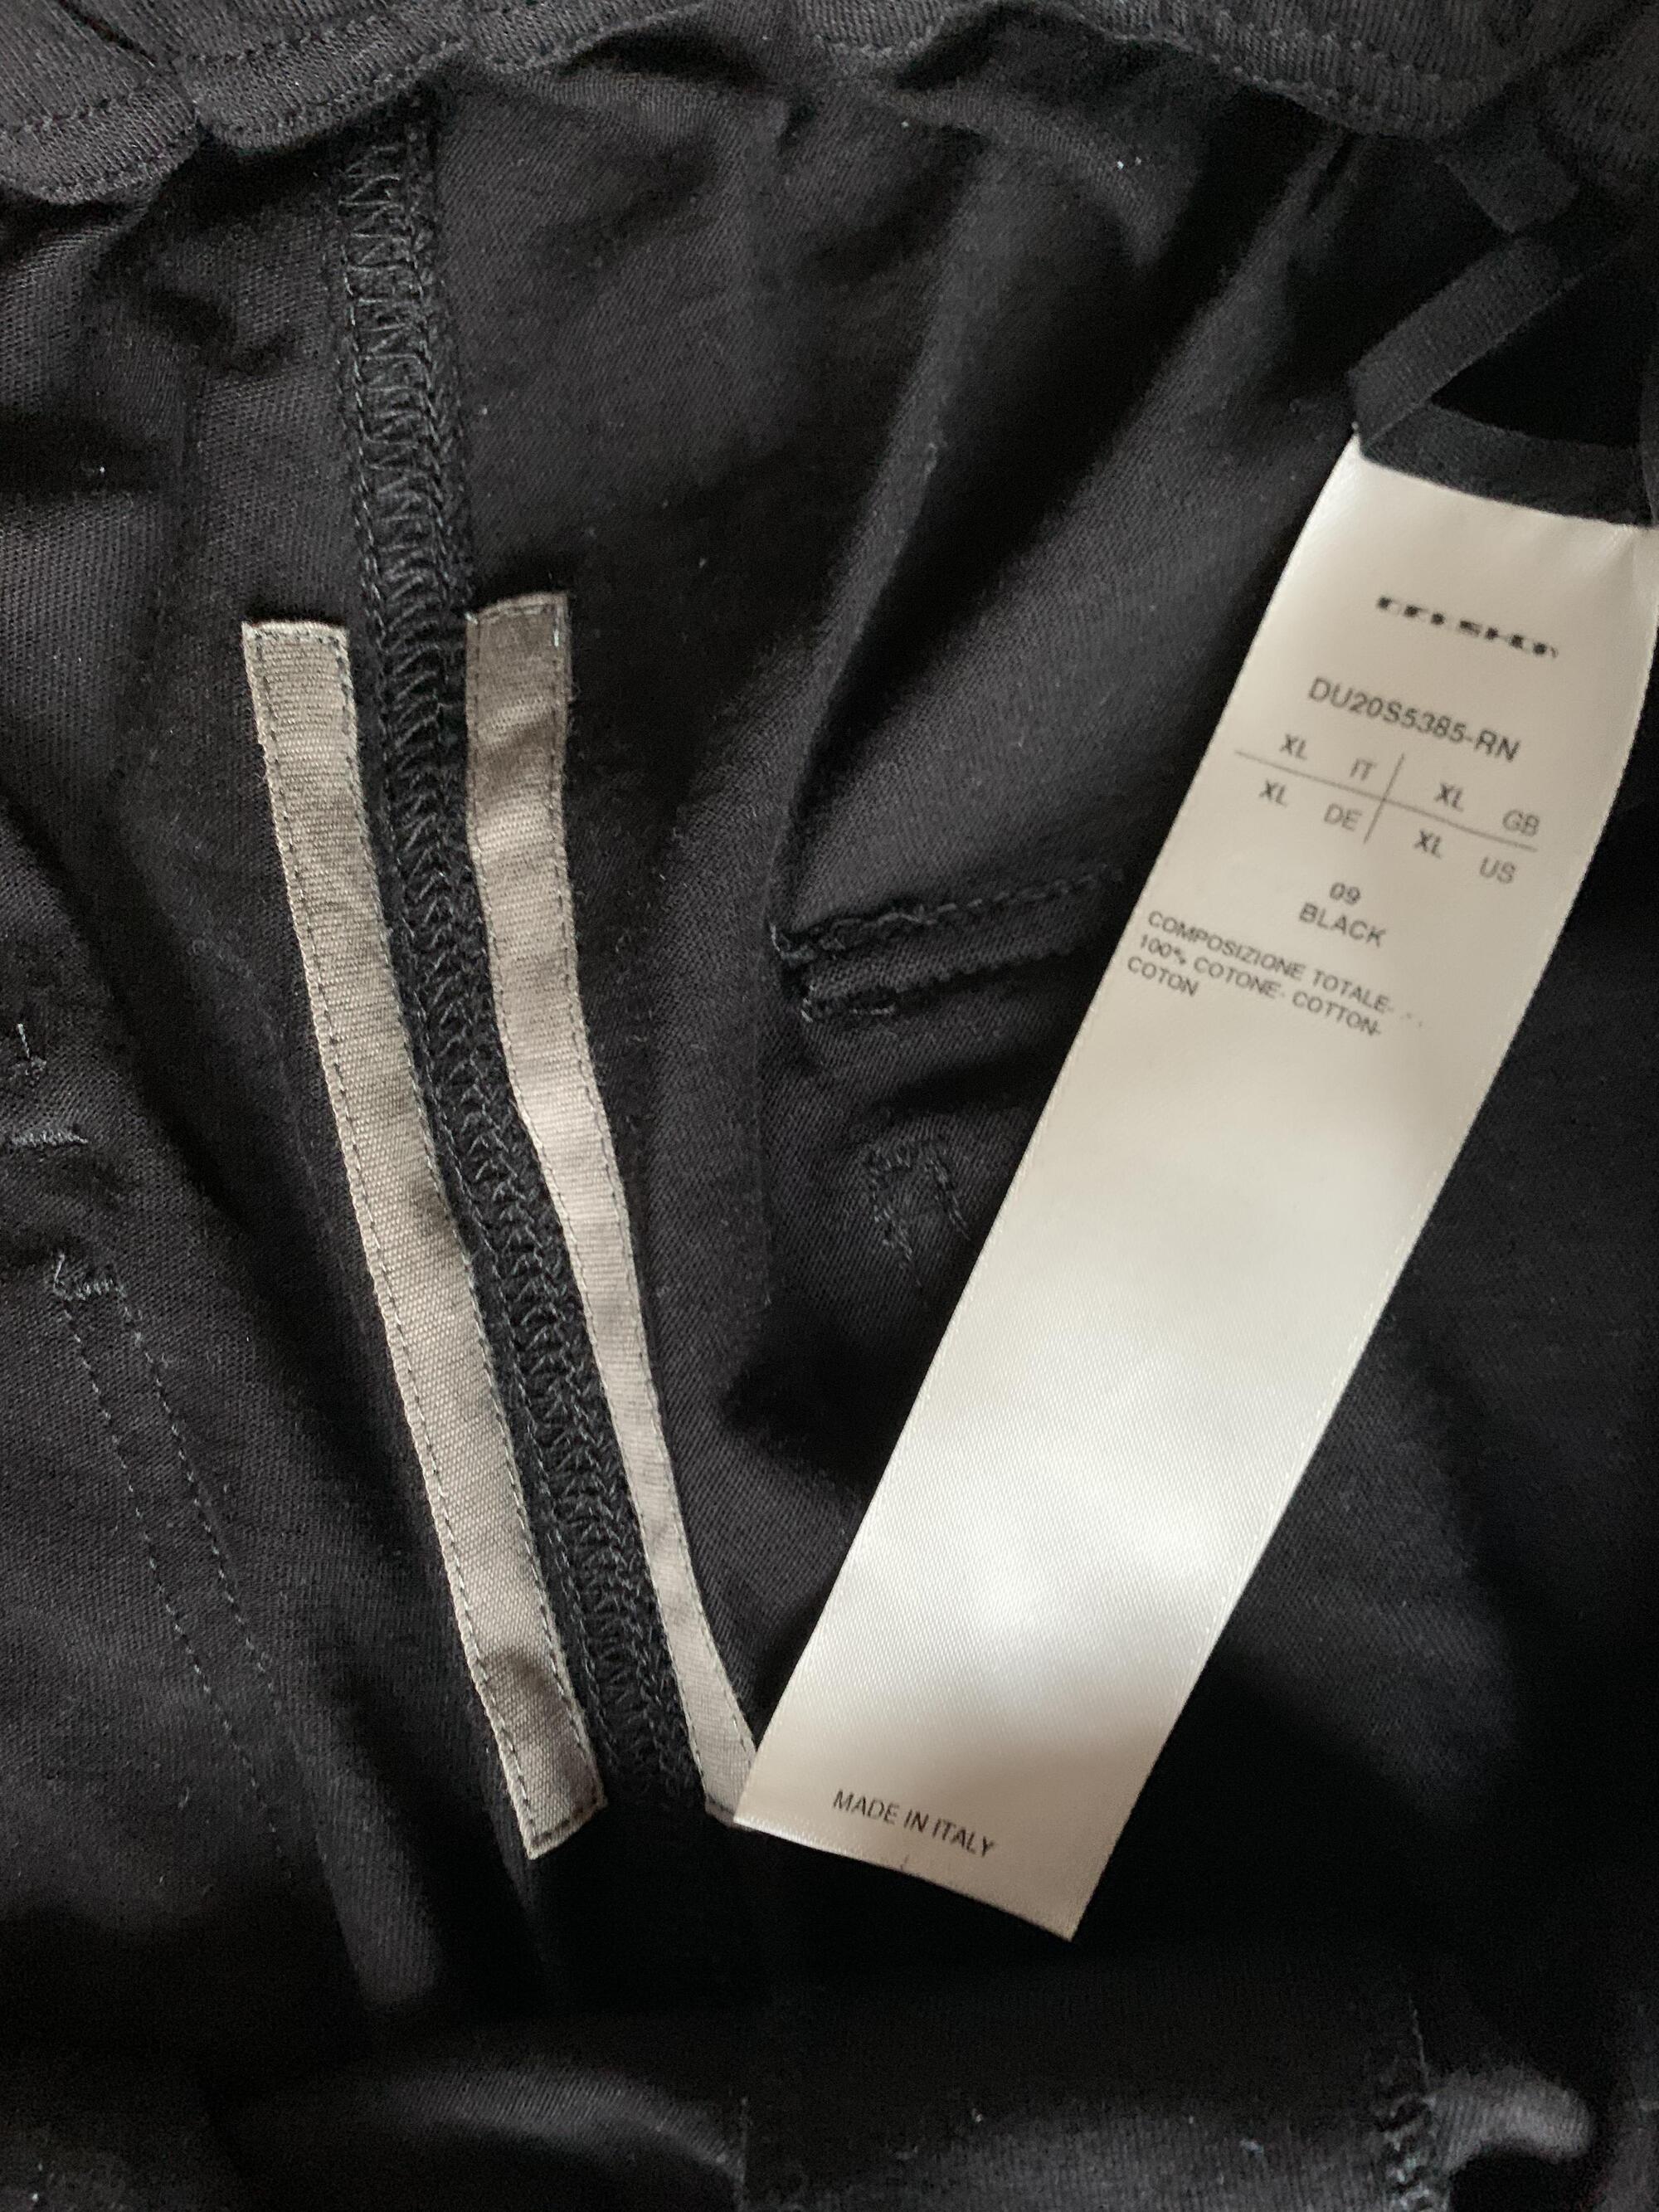 DU20S5385-RN
XL IT XL GB
XL DE XL US
09
BLACK
COMPOSIZIONE TOTALE-
100% COTONE- COTTON-
COTON
MADE IN ITALY